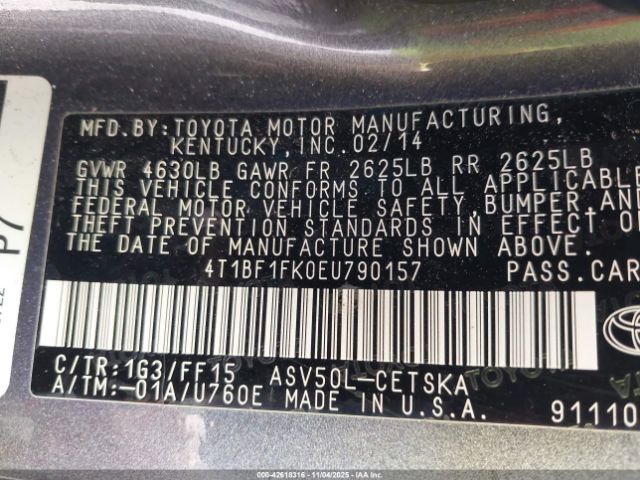 MFD.BY:TOYOTA MOTOR MANUFACTURING,
KENTUCKY,INC.02/14
GVWR 4630LB GAWR FR 2625LB RR 2625LB
THIS VEHICLE CONFORMS TO ALL APPLICABLE
FEDERAL MOTOR VEHICLE SAFETY,BUMPER,AND
THEFT PREVENTION STANDARDS IN EFFECT O
THE DATE OF MANUFACTURE SHOWN ABOVE.
4T1BF1FK0EU790157 PASS.CAR
C/TR:1G3/FF15 ASV50L-CETSKA
A/TM:-01A/U760E MADE IN U.S.A. 91110
P7
000-42618316 - IAAI.COM - 11/04/2025